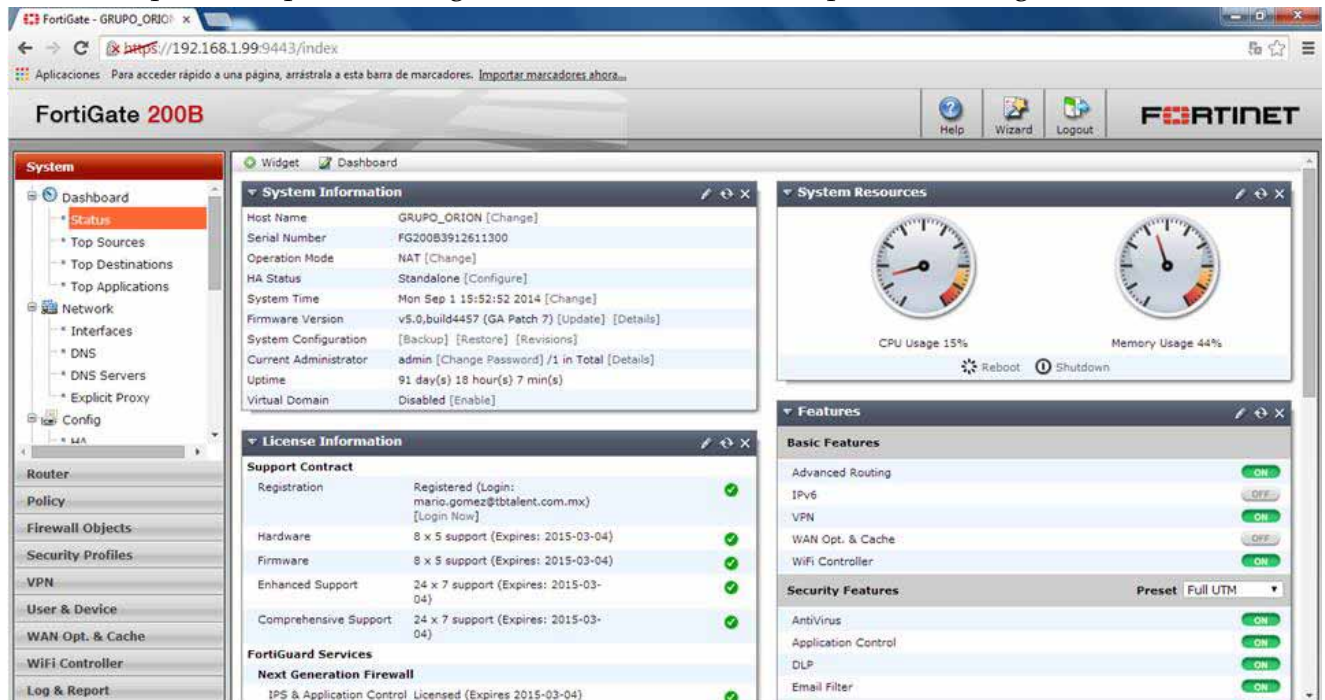 FortiGate - GRUPO_ORION
https://192.168.1.99:9443/index
Aplicaciones Para acceder rápido a una página, arrástrala a esta barra de marcadores. Importar marcadores ahora...
FortiGate 200B
Help
Wizard
Logout
FORTINET
System
Dashboard
Status
Top Sources
Top Destinations
Top Applications
Network
Interfaces
DNS
DNS Servers
Explicit Proxy
Config
HA
Router
Policy
Firewall Objects
Security Profiles
VPN
User & Device
WAN Opt. & Cache
WiFi Controller
Log & Report
Widget Dashboard
System Information
Host Name GRUPO_ORION [Change]
Serial Number FG200B3912611300
Operation Mode NAT [Change]
HA Status Standalone [Configure]
System Time Mon Sep 1 15:52:52 2014 [Change]
Firmware Version v5.0,build4457 (GA Patch 7) [Update] [Details]
System Configuration [Backup] [Restore] [Revisions]
Current Administrator admin [Change Password] /1 in Total [Details]
Uptime 91 day(s) 18 hour(s) 7 min(s)
Virtual Domain Disabled [Enable]
License Information
Support Contract
Registration Registered (Login:
mario.gomez@tbtalent.com.mx)
[Login Now]
Hardware 8 x 5 support (Expires: 2015-03-04)
Firmware 8 x 5 support (Expires: 2015-03-04)
Enhanced Support 24 x 7 support (Expires: 2015-03-
04)
Comprehensive Support 24 x 7 support (Expires: 2015-03-
04)
FortiGuard Services
Next Generation Firewall
IPS & Application Control Licensed (Expires 2015-03-04)
System Resources
CPU Usage 15%
Memory Usage 44%
Reboot Shutdown
Features
Basic Features
Advanced Routing ON
IPv6 OFF
VPN ON
WAN Opt. & Cache OFF
WiFi Controller ON
Security Features Preset Full UTM
AntiVirus ON
Application Control ON
DLP ON
Email Filter ON